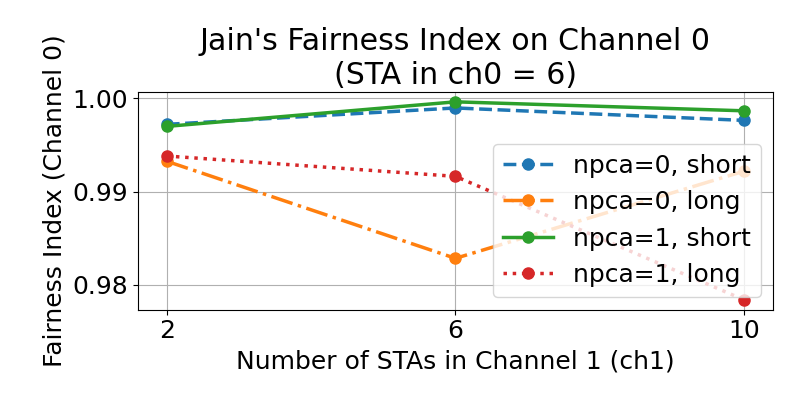 Jain's Fairness Index on Channel 0
(STA in ch0 = 6)
Fairness Index (Channel 0)
1.00
0.99
0.98
npca=0, short
npca=0, long
npca=1, short
npca=1, long
2
6
10
Number of STAs in Channel 1 (ch1)